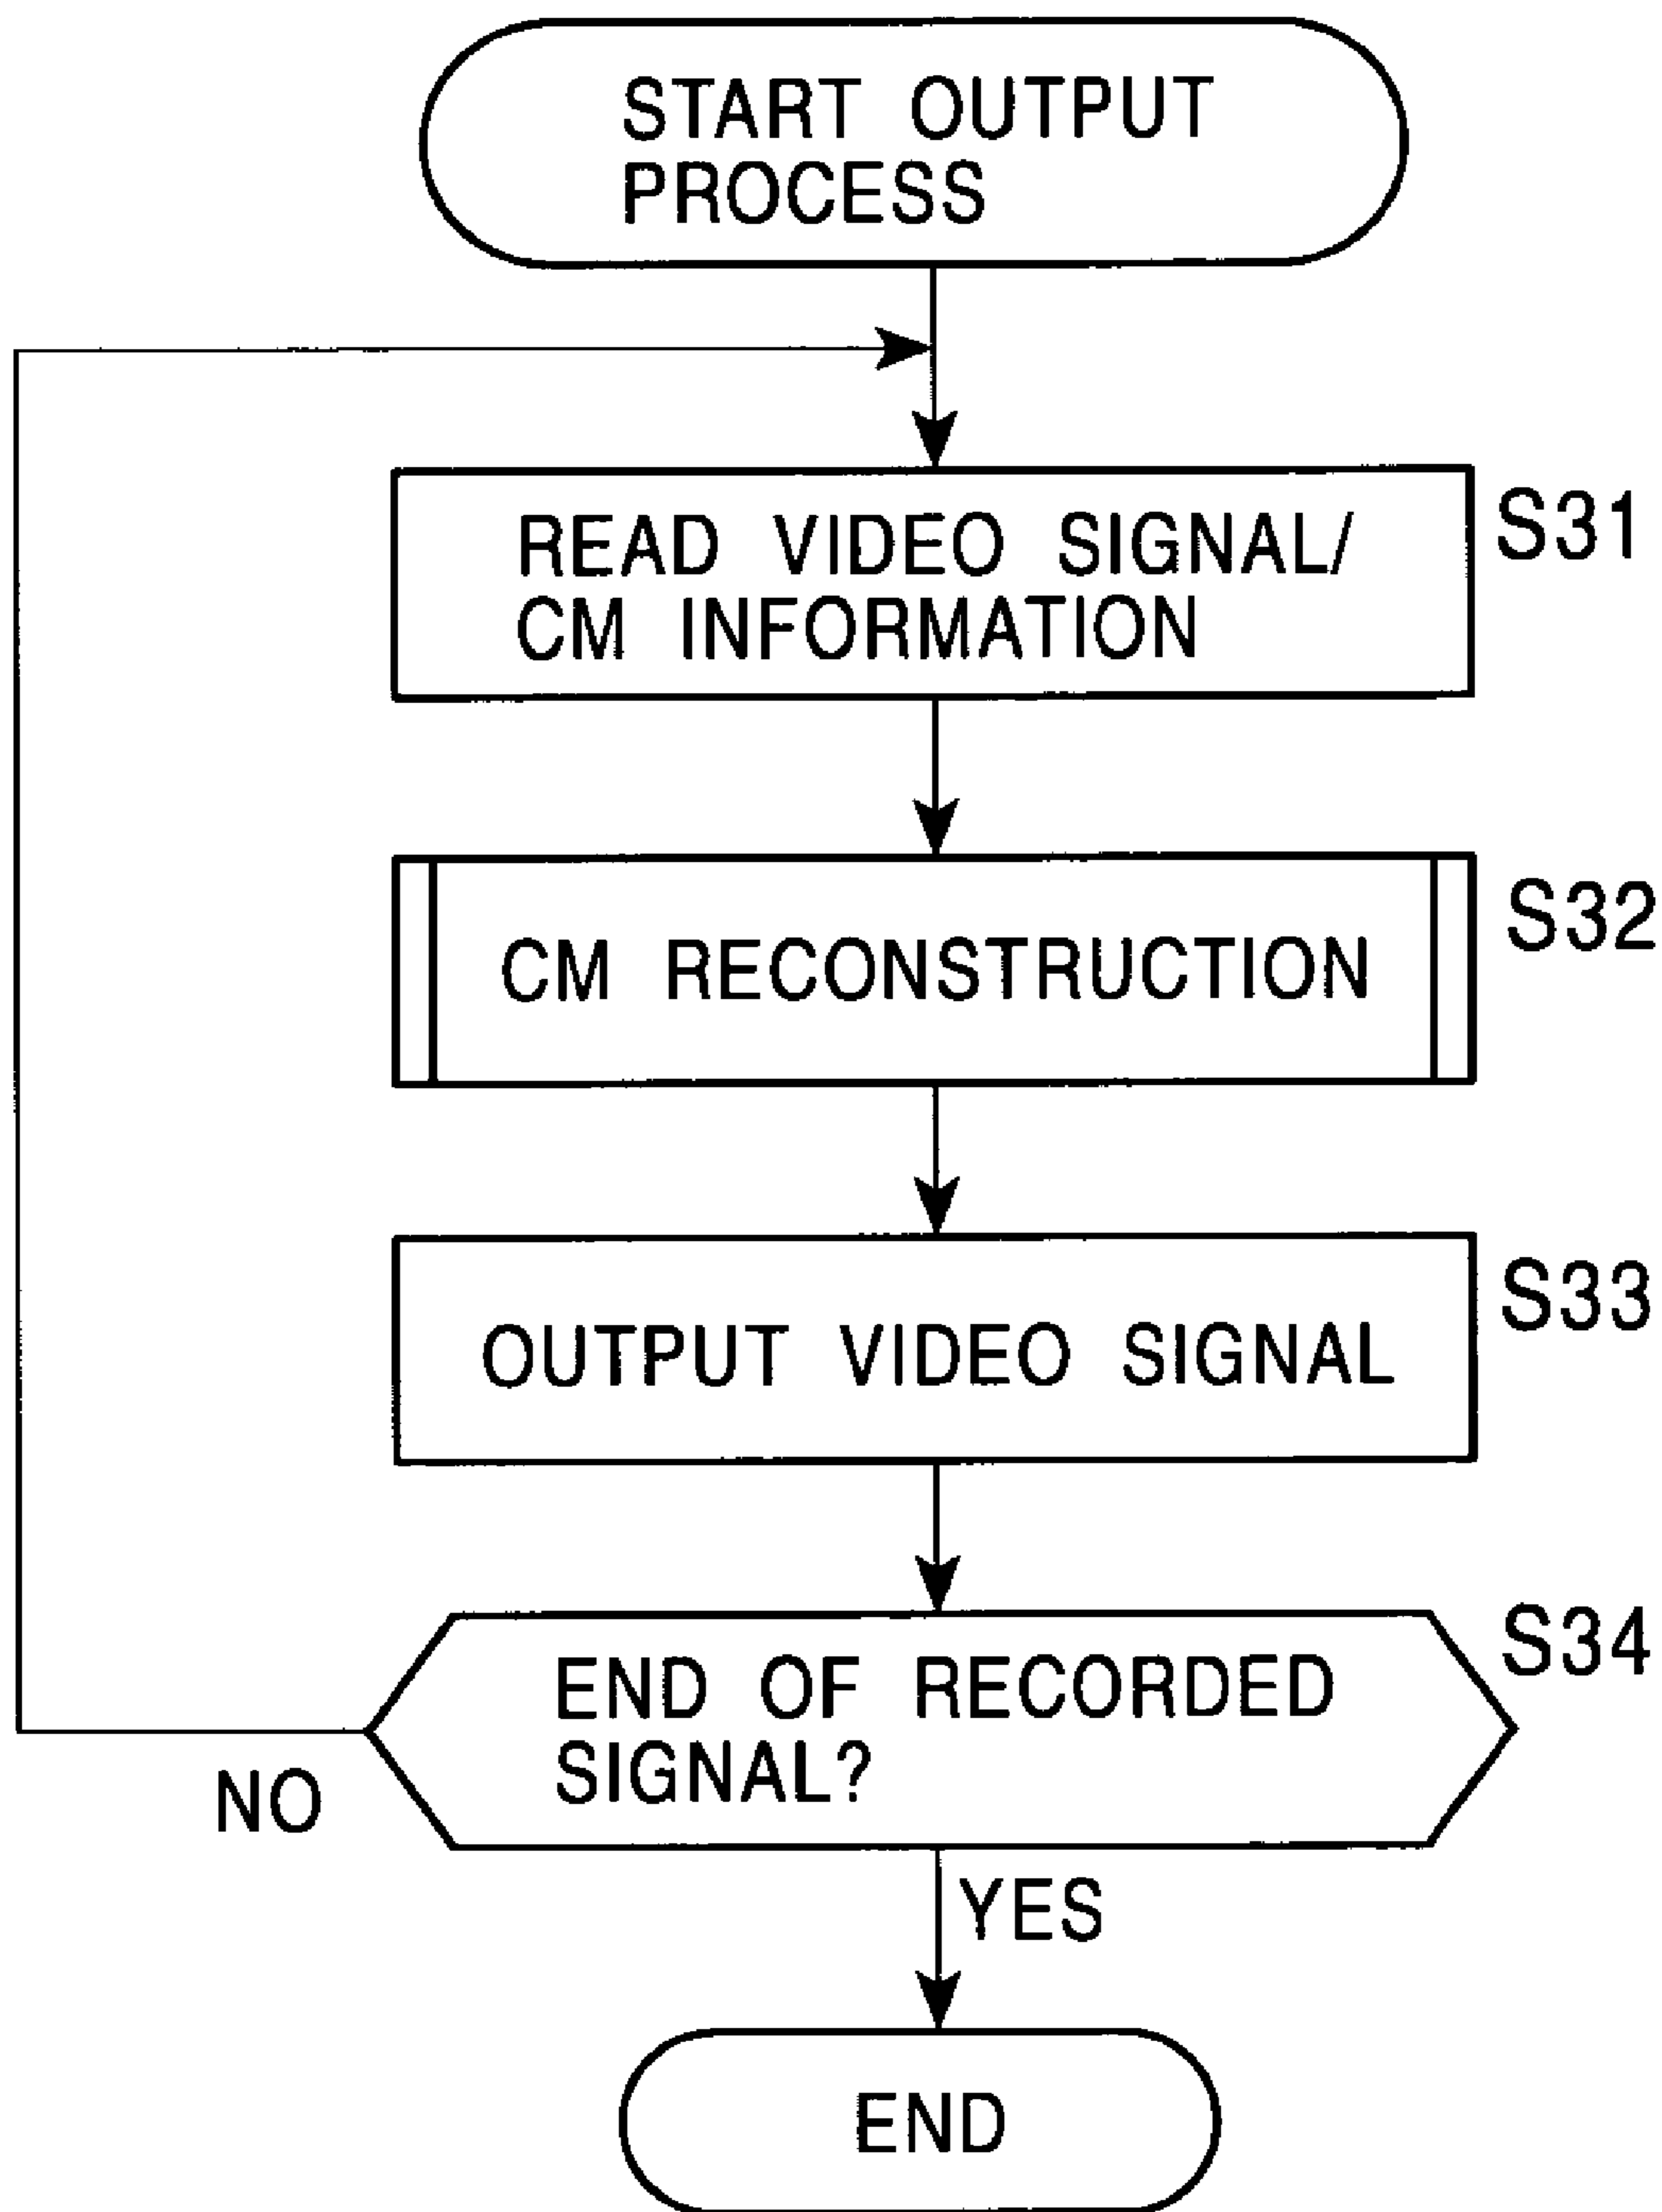 START OUTPUT
PROCESS
READ VIDEO SIGNAL/
CM INFORMATION
S31
CM RECONSTRUCTION
S32
OUTPUT VIDEO SIGNAL
S33
END OF RECORDED
SIGNAL?
S34
NO
YES
END